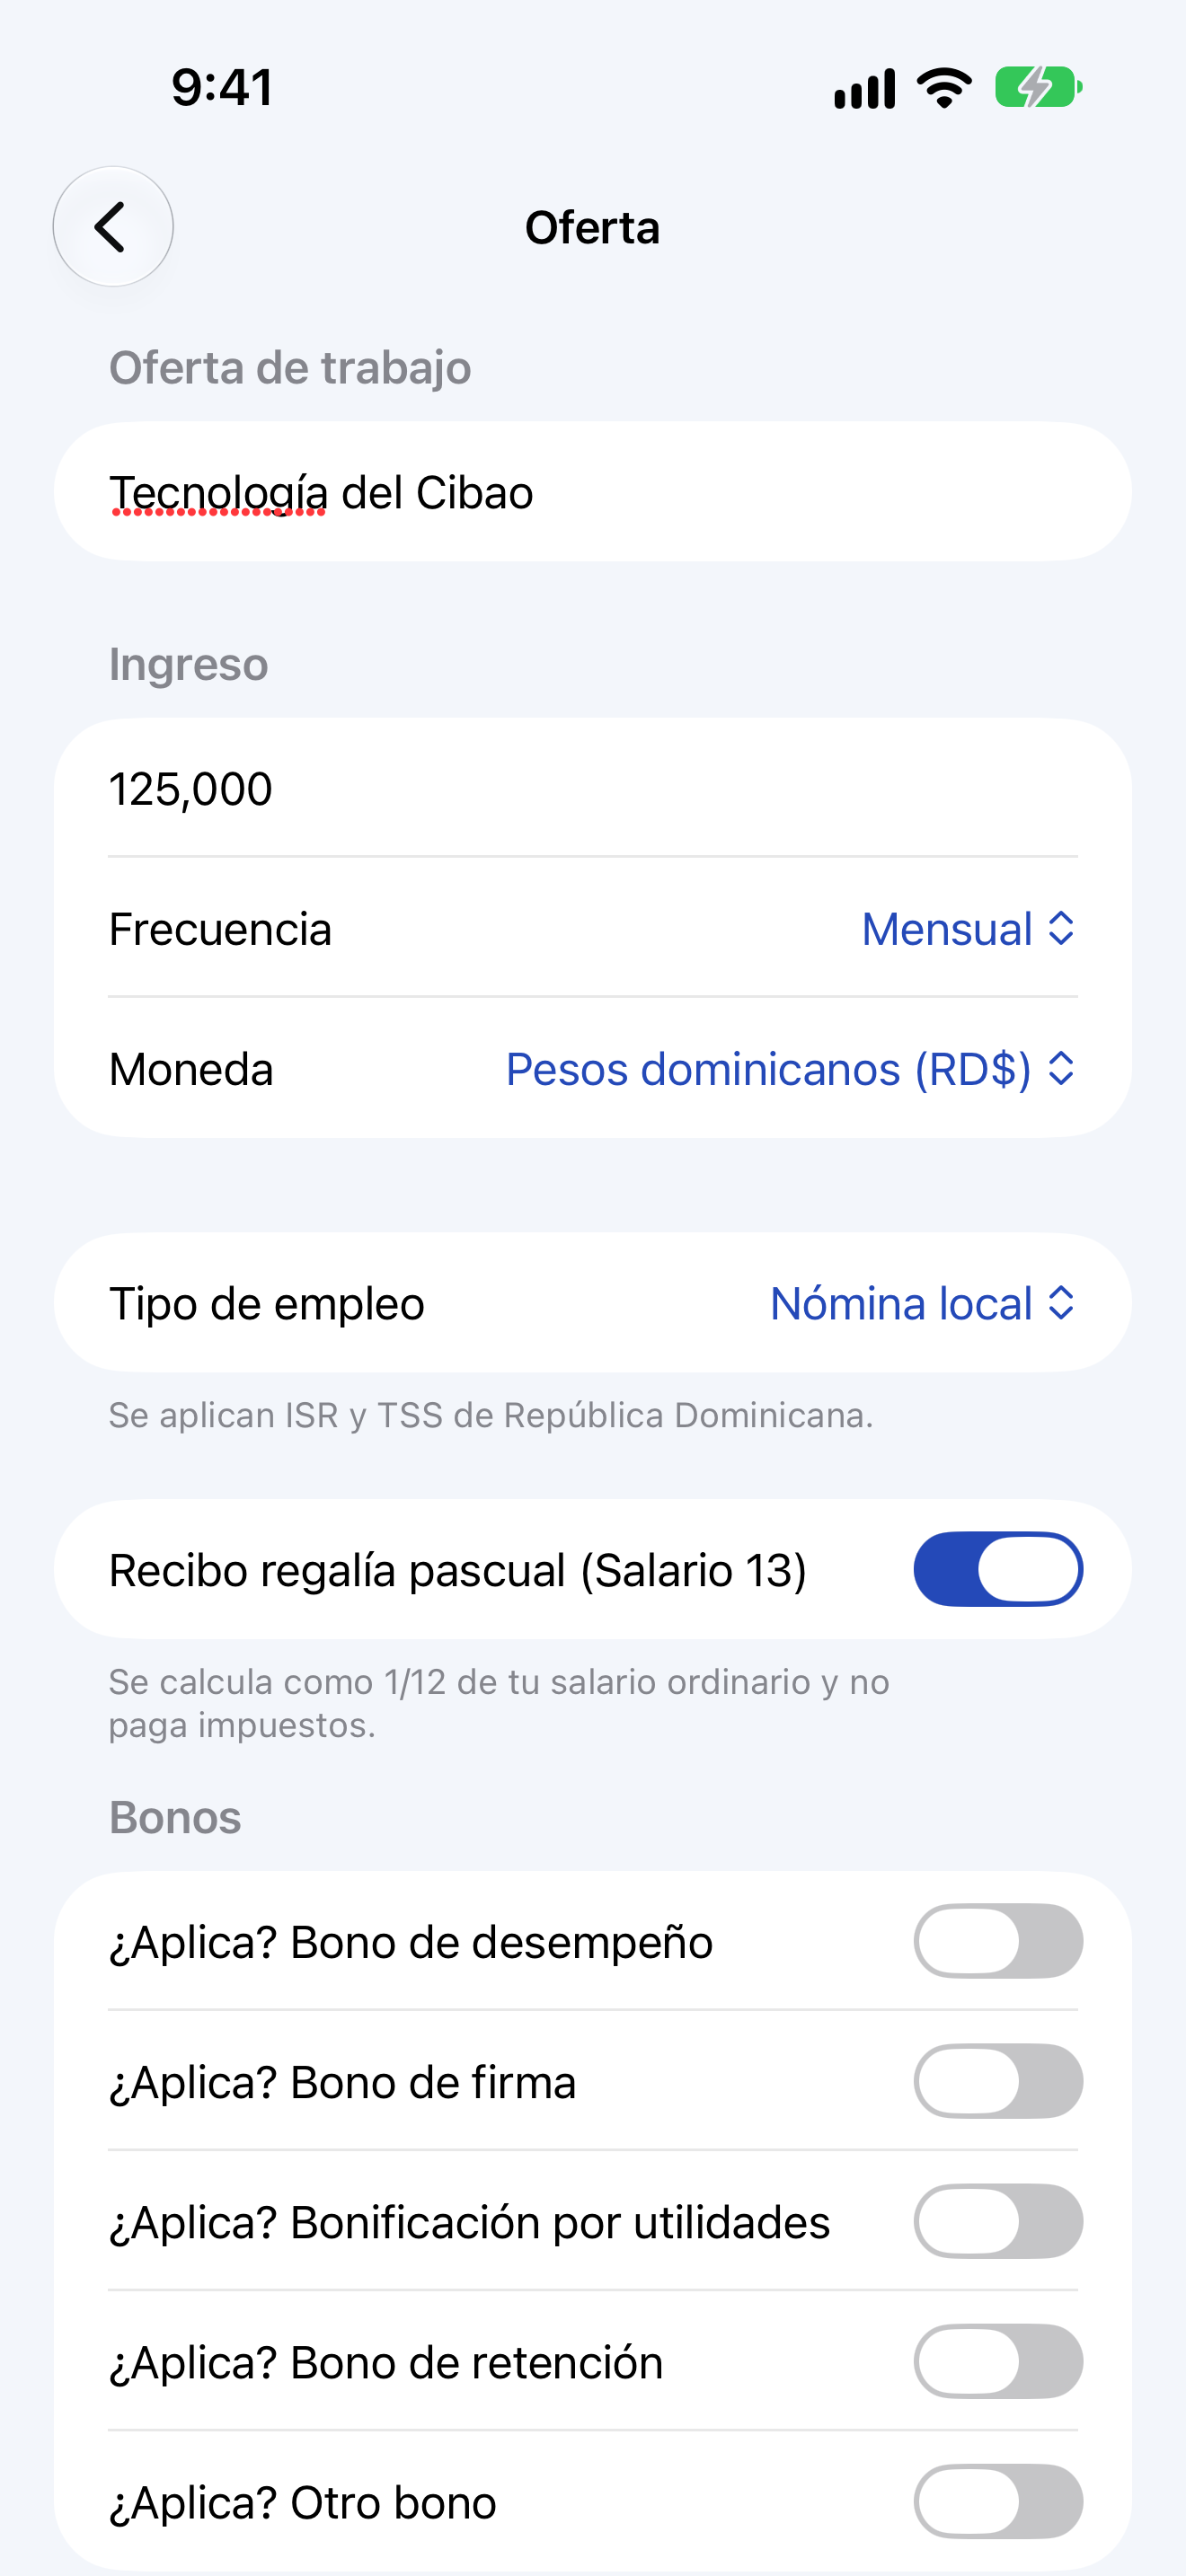 9:41
Oferta
Oferta de trabajo
Tecnología del Cibao
Ingreso
125,000
Frecuencia Mensual
Moneda Pesos dominicanos (RD$)
Tipo de empleo Nómina local
Se aplican ISR y TSS de República Dominicana.
Recibo regalía pascual (Salario 13)
Se calcula como 1/12 de tu salario ordinario y no
paga impuestos.
Bonos
¿Aplica? Bono de desempeño
¿Aplica? Bono de firma
¿Aplica? Bonificación por utilidades
¿Aplica? Bono de retención
¿Aplica? Otro bono